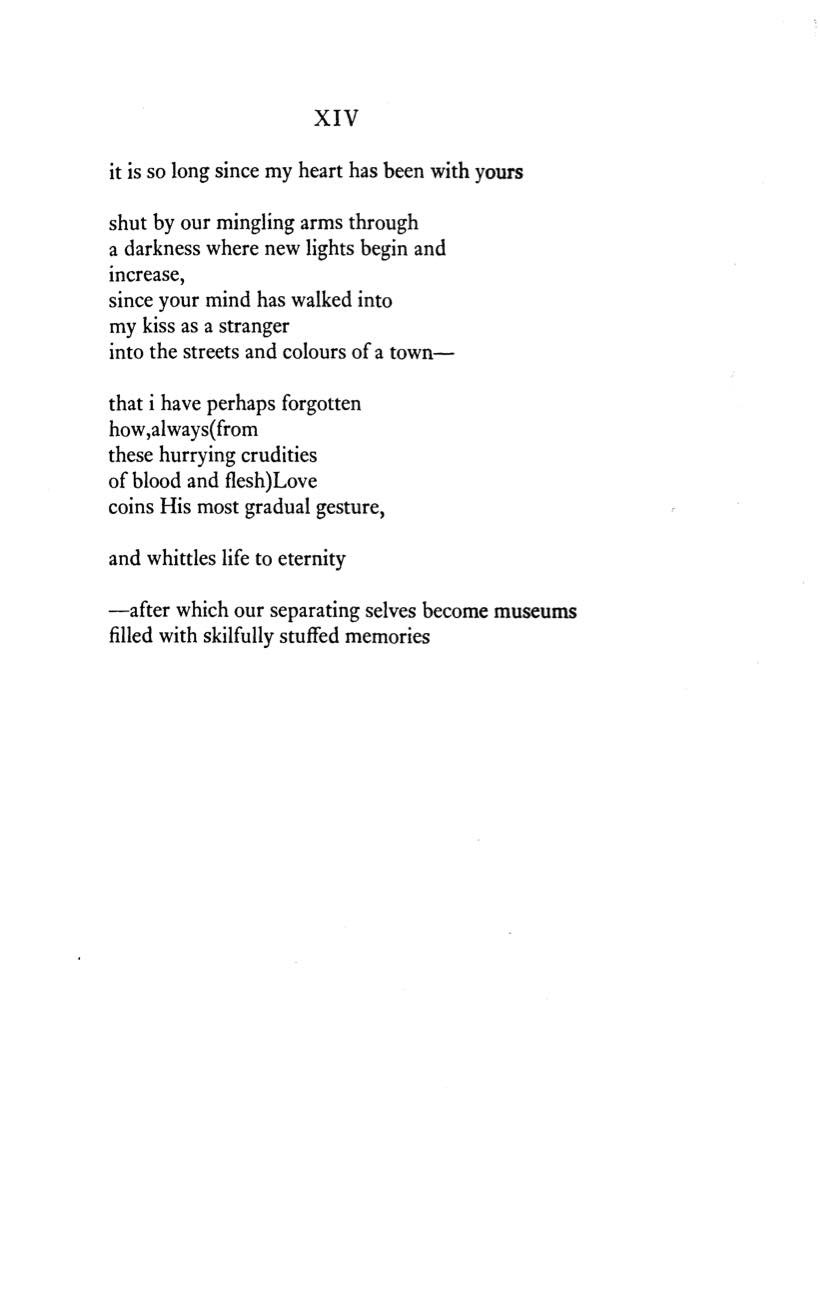 XIV
it is so long since my heart has been with yours
shut by our mingling arms through
a darkness where new lights begin and
increase,
since your mind has walked into
my kiss as a stranger
into the streets and colours of a town—
that i have perhaps forgotten
how,always(from
these hurrying crudities
of blood and flesh)Love
coins His most gradual gesture,
and whittles life to eternity
—after which our separating selves become museums
filled with skilfully stuffed memories